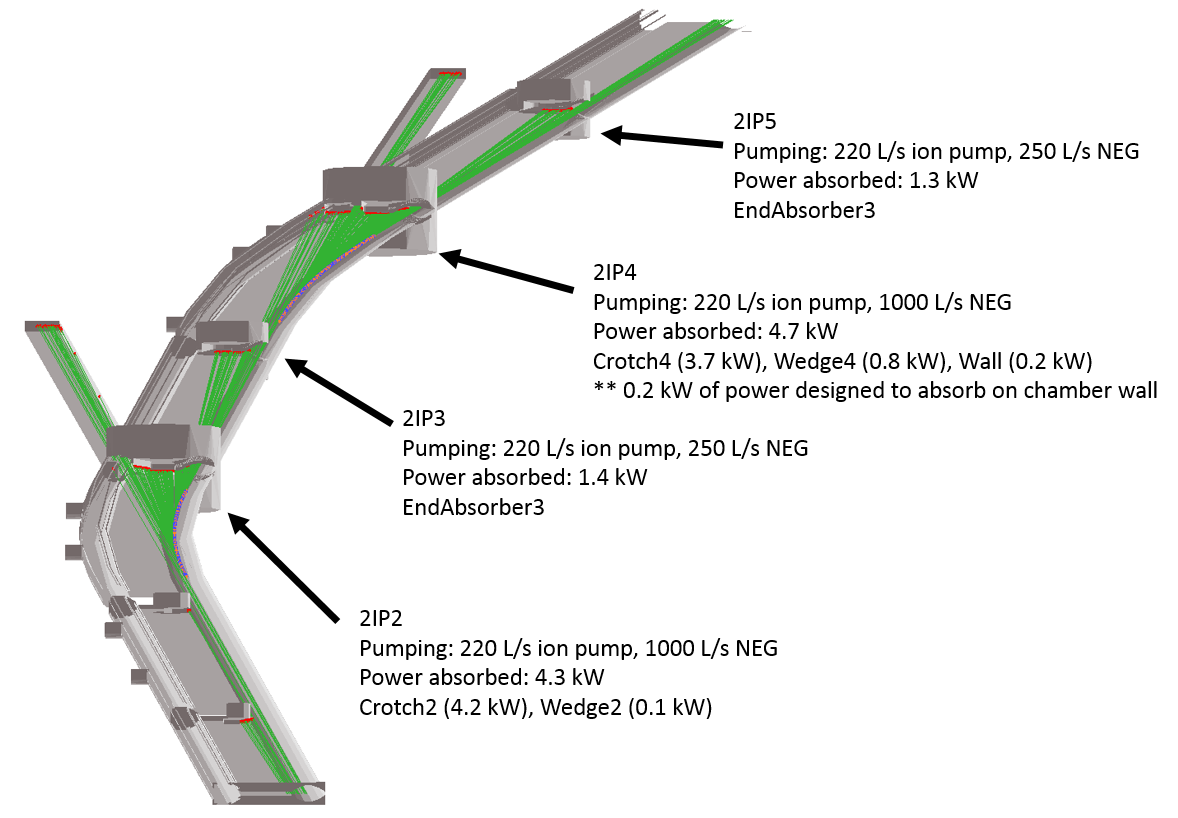 2IP5
Pumping: 220 L/s ion pump, 250 L/s NEG
Power absorbed: 1.3 kW
EndAbsorber3
2IP4
Pumping: 220 L/s ion pump, 1000 L/s NEG
Power absorbed: 4.7 kW
Crotch4 (3.7 kW), Wedge4 (0.8 kW), Wall (0.2 kW)
** 0.2 kW of power designed to absorb on chamber wall
2IP3
Pumping: 220 L/s ion pump, 250 L/s NEG
Power absorbed: 1.4 kW
EndAbsorber3
2IP2
Pumping: 220 L/s ion pump, 1000 L/s NEG
Power absorbed: 4.3 kW
Crotch2 (4.2 kW), Wedge2 (0.1 kW)